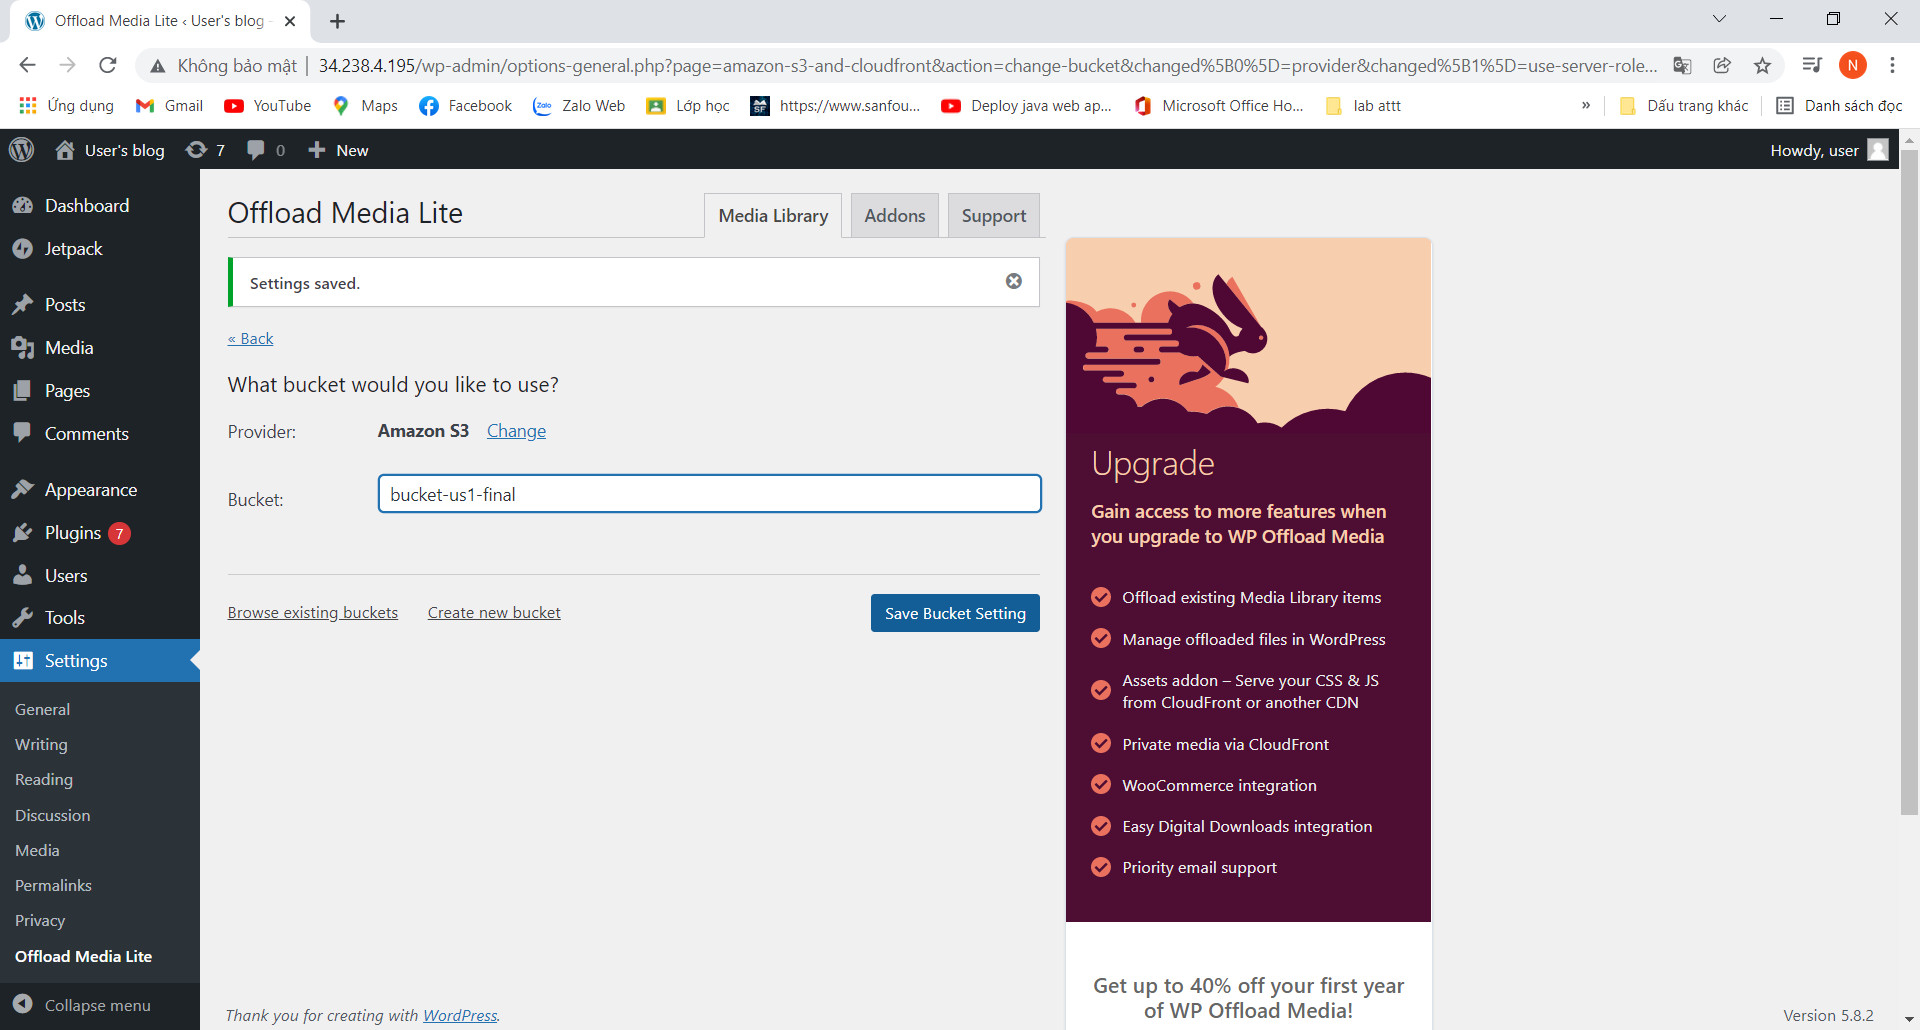 Offload Media Lite ‹ User's blog
Không bảo mật
34.238.4.195/wp-admin/options-general.php?page=amazon-s3-and-cloudfront&action=change-bucket&changed%5B0%5D=provider&changed%5B1%5D=use-server-role...
N
Ứng dụng
Gmail
YouTube
Maps
Facebook
Zalo Web
Lớp học
https://www.sanfou...
Deploy java web ap...
Microsoft Office Ho...
lab attt
»
Dấu trang khác
Danh sách đọc
User's blog
7
0
New
Howdy, user
Dashboard
Jetpack
Posts
Media
Pages
Comments
Appearance
Plugins 7
Users
Tools
Settings
General
Writing
Reading
Discussion
Media
Permalinks
Privacy
Offload Media Lite
Collapse menu
Offload Media Lite
Media Library
Addons
Support
Settings saved.
« Back
What bucket would you like to use?
Provider:
Amazon S3 Change
Bucket:
bucket-us1-final
Browse existing buckets
Create new bucket
Save Bucket Setting
Upgrade
Gain access to more features when
you upgrade to WP Offload Media
Offload existing Media Library items
Manage offloaded files in WordPress
Assets addon – Serve your CSS & JS
from CloudFront or another CDN
Private media via CloudFront
WooCommerce integration
Easy Digital Downloads integration
Priority email support
Get up to 40% off your first year
of WP Offload Media!
Thank you for creating with WordPress.
Version 5.8.2